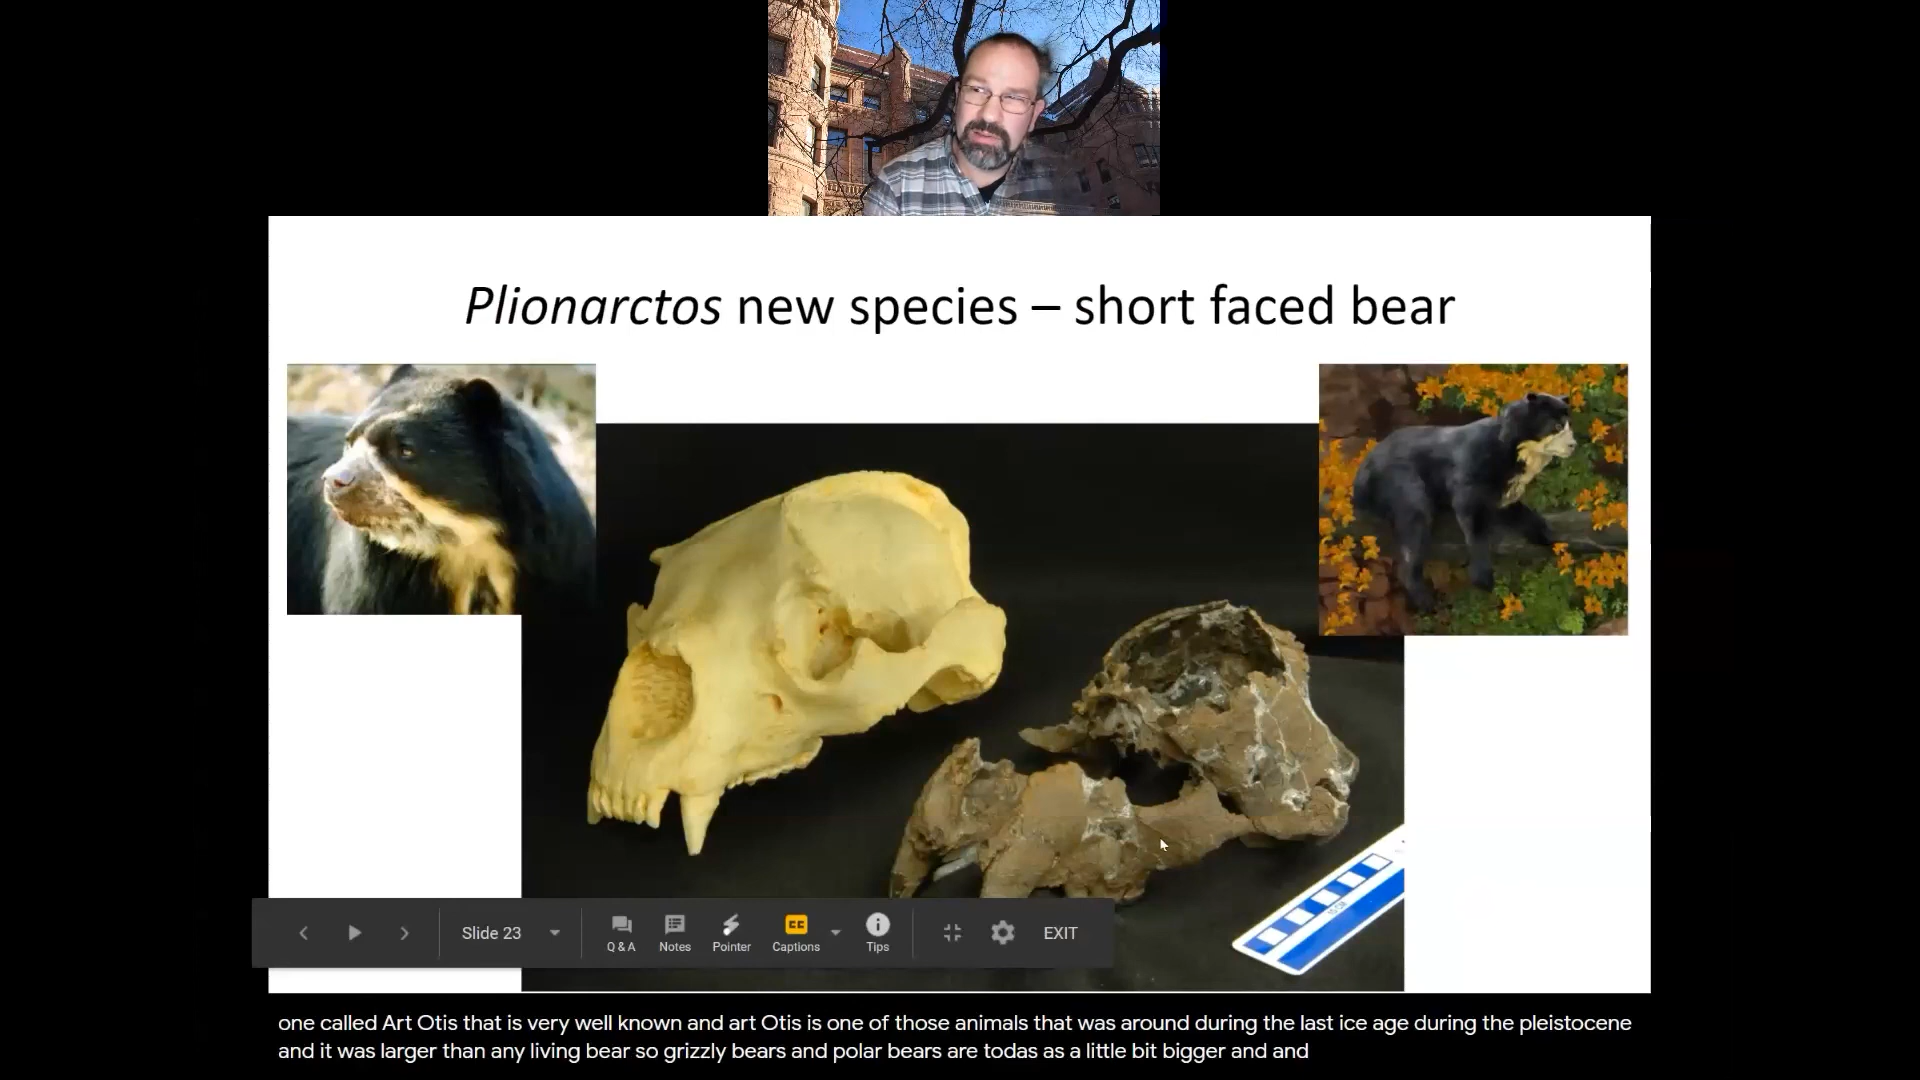 Plionarctos new species – short faced bear
Slide 23
Q & A
Notes
Pointer
CC
Captions
Tips
EXIT
one called Art Otis that is very well known and art Otis is one of those animals that was around during the last ice age during the pleistocene
and it was larger than any living bear so grizzly bears and polar bears are todas as a little bit bigger and and